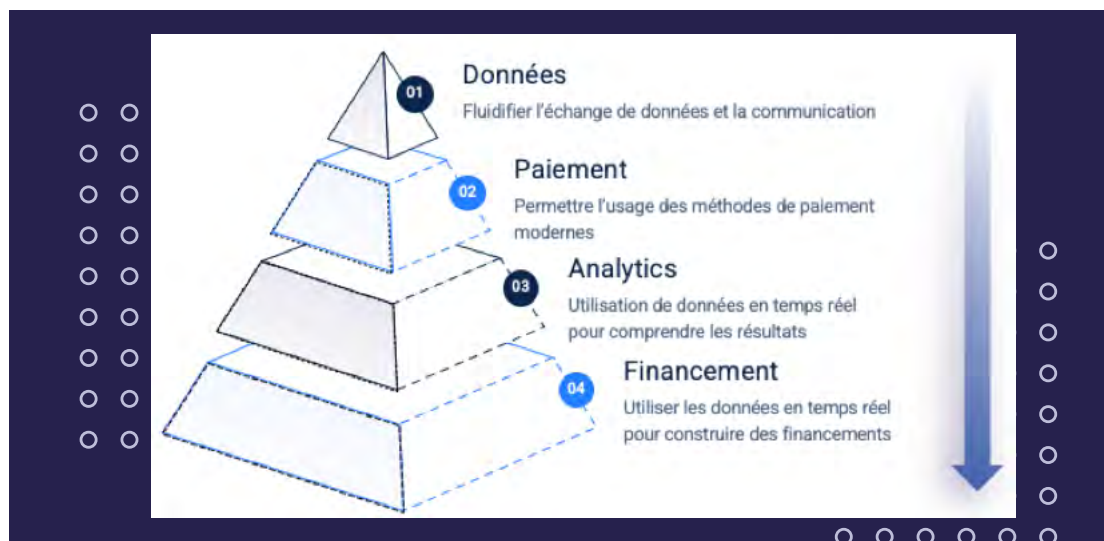 01
Données
Fluidifier l'échange de données et la communication
02
Paiement
Permettre l'usage des méthodes de paiement
modernes
03
Analytics
Utilisation de données en temps réel
pour comprendre les résultats
04
Financement
Utiliser les données en temps réel
pour construire des financements